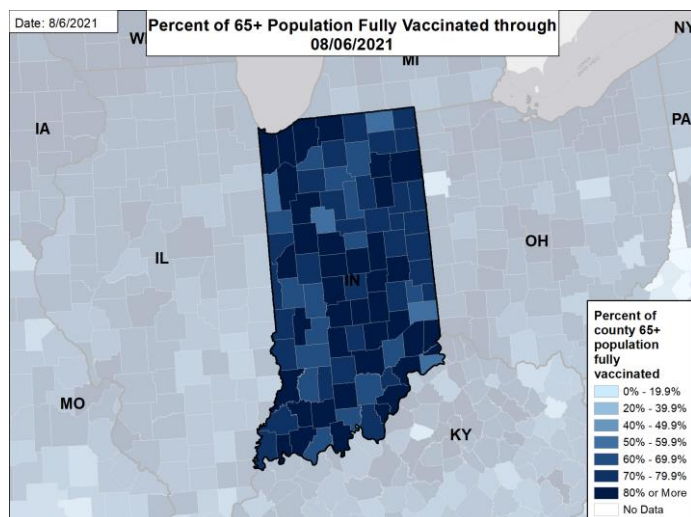 Date: 8/6/2021
Percent of 65+ Population Fully Vaccinated through
08/06/2021
WI
MI
NY
IA
PA
IL
IN
OH
MO
KY
Percent of
county 65+
population
fully
vaccinated
0% - 19.9%
20% - 39.9%
40% - 49.9%
50% - 59.9%
60% - 69.9%
70% - 79.9%
80% or More
No Data